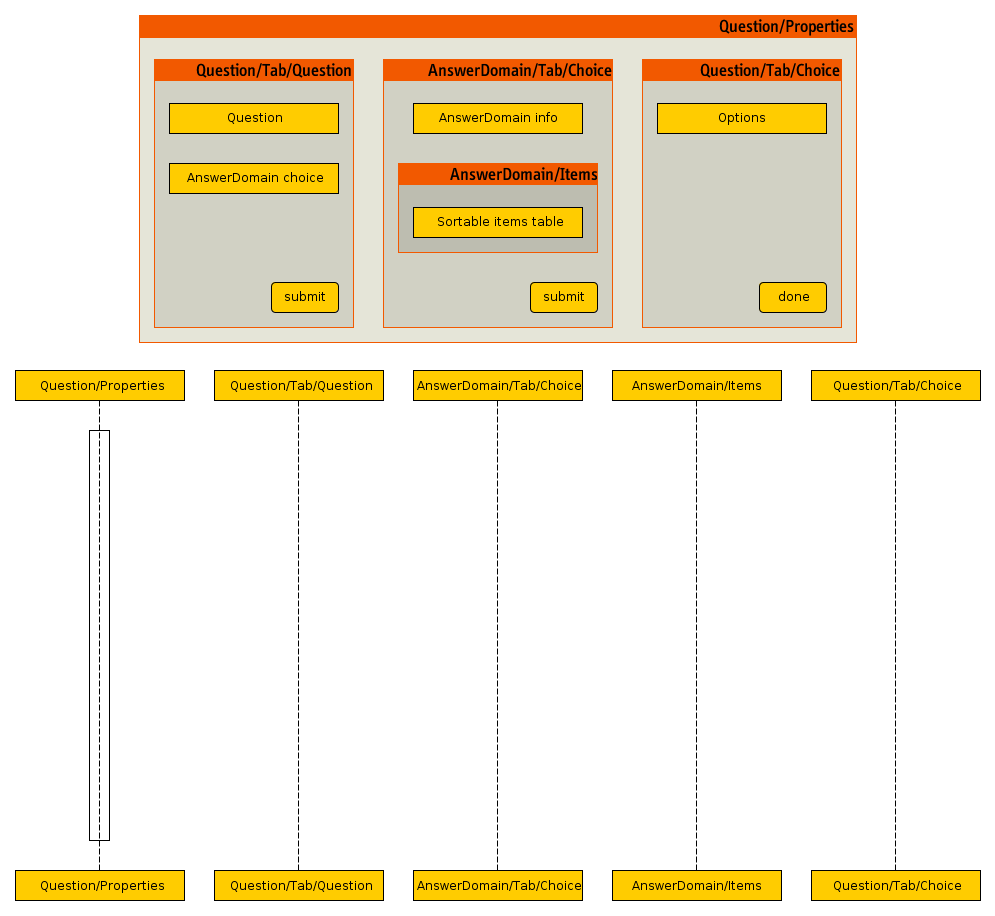 Question/Properties
Question/Tab/Question
AnswerDomain/Tab/Choice
Question/Tab/Choice
Question
AnswerDomain info
Options
AnswerDomain choice
AnswerDomain/Items
Sortable items table
submit
submit
done
Question/Properties
Question/Tab/Question
AnswerDomain/Tab/Choice
AnswerDomain/Items
Question/Tab/Choice
Question/Properties
Question/Tab/Question
AnswerDomain/Tab/Choice
AnswerDomain/Items
Question/Tab/Choice